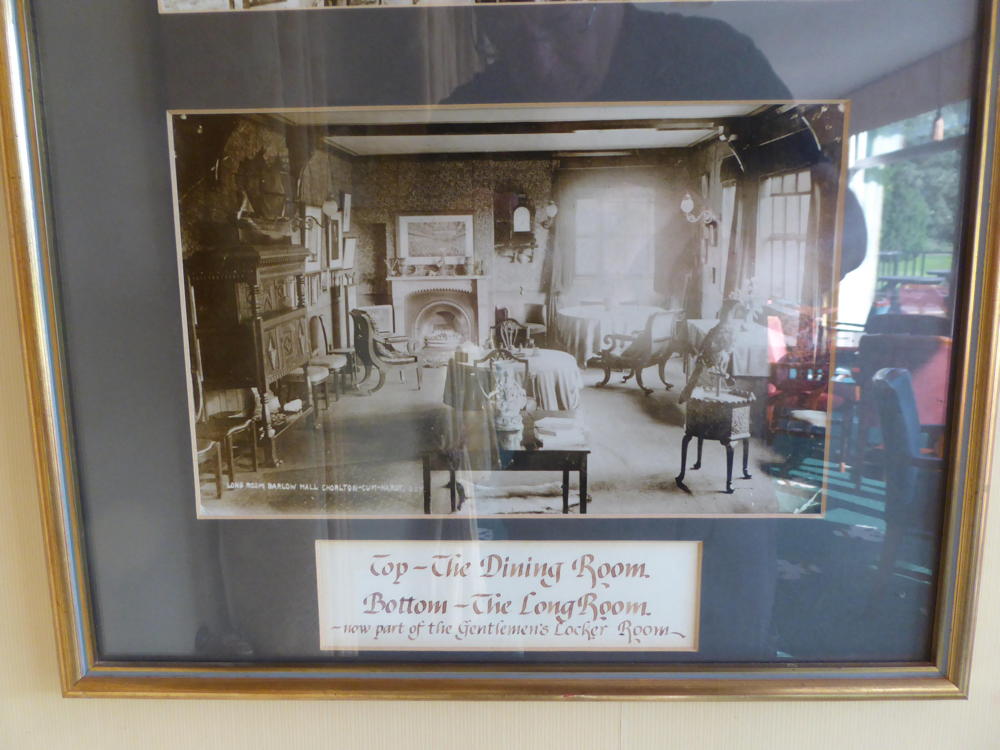 LONG ROOM BARLOW HALL CHORLTON-CUM-HARDY.
Top - The Dining Room
Bottom - The Long Room
- now part of the Gentlemen's Locker Room -